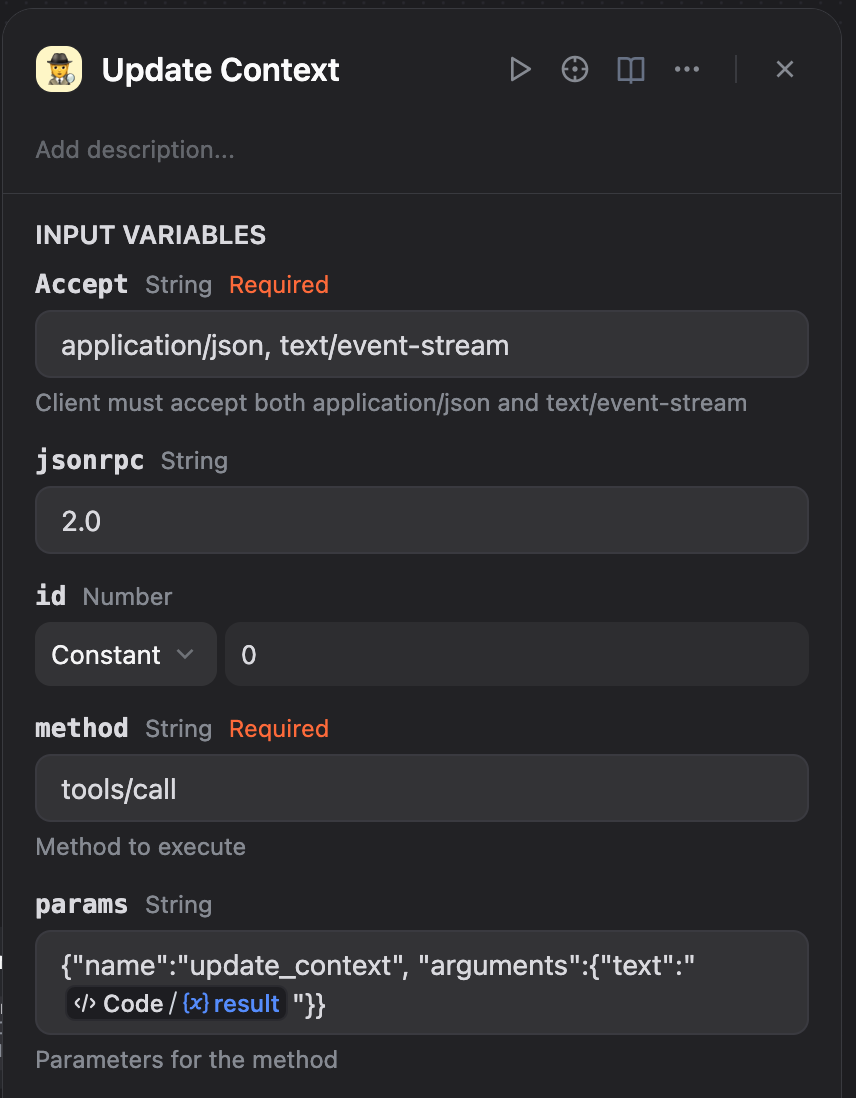 Update Context
Add description...
INPUT VARIABLES
Accept String Required
application/json, text/event-stream
Client must accept both application/json and text/event-stream
jsonrpc String
2.0
id Number
Constant 0
method String Required
tools/call
Method to execute
params String
{"name":"update_context", "arguments":{"text":"
</> Code / {x} result "}}
Parameters for the method